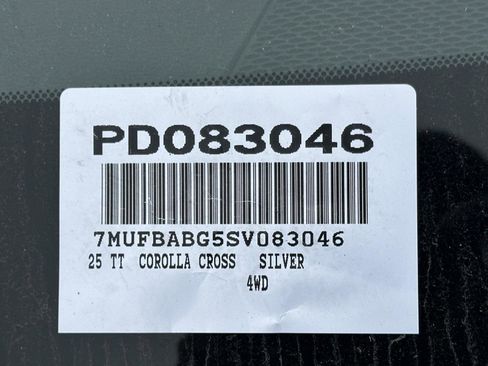 PD083046
7MUFBABG5SV083046
25 TT COROLLA CROSS SILVER
4WD